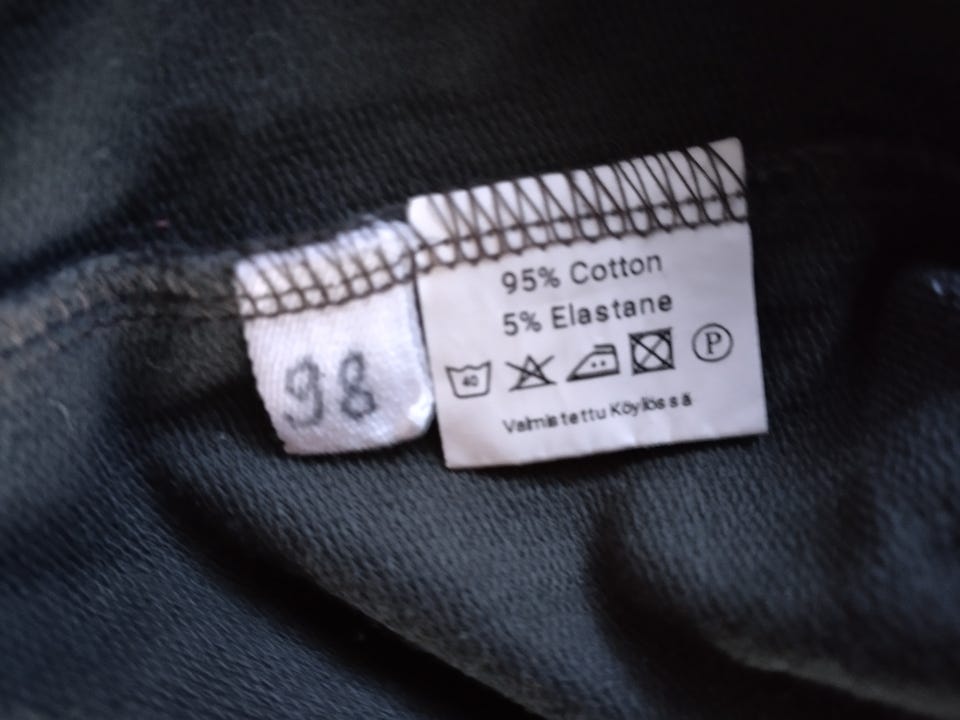 98
95% Cotton
5% Elastane
40 P
Valmistettu Köyliössä